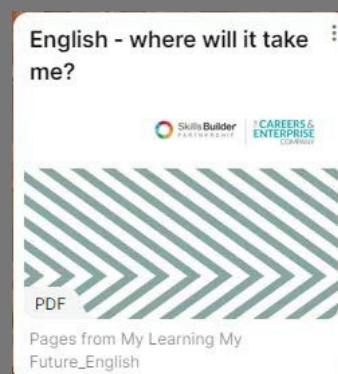 English - where will it take
me?
Skills Builder
PARTNERSHIP
THE CAREERS &
ENTERPRISE
COMPANY
PDF
Pages from My Learning My
Future_English